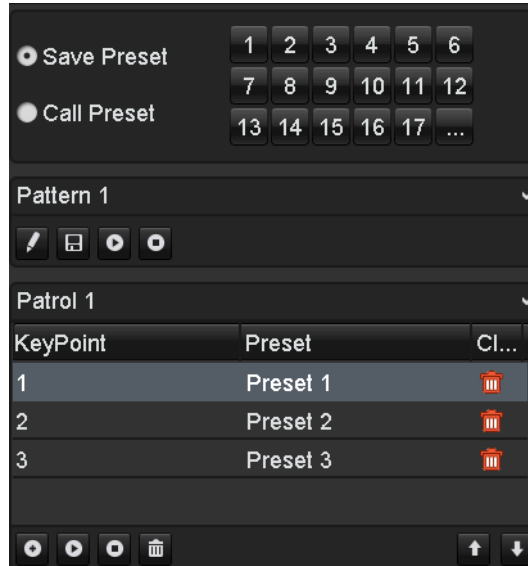 Save Preset
Call Preset
1 2 3 4 5 6
7 8 9 10 11 12
13 14 15 16 17 ...
Pattern 1
Patrol 1
KeyPoint Preset Cl...
1 Preset 1
2 Preset 2
3 Preset 3